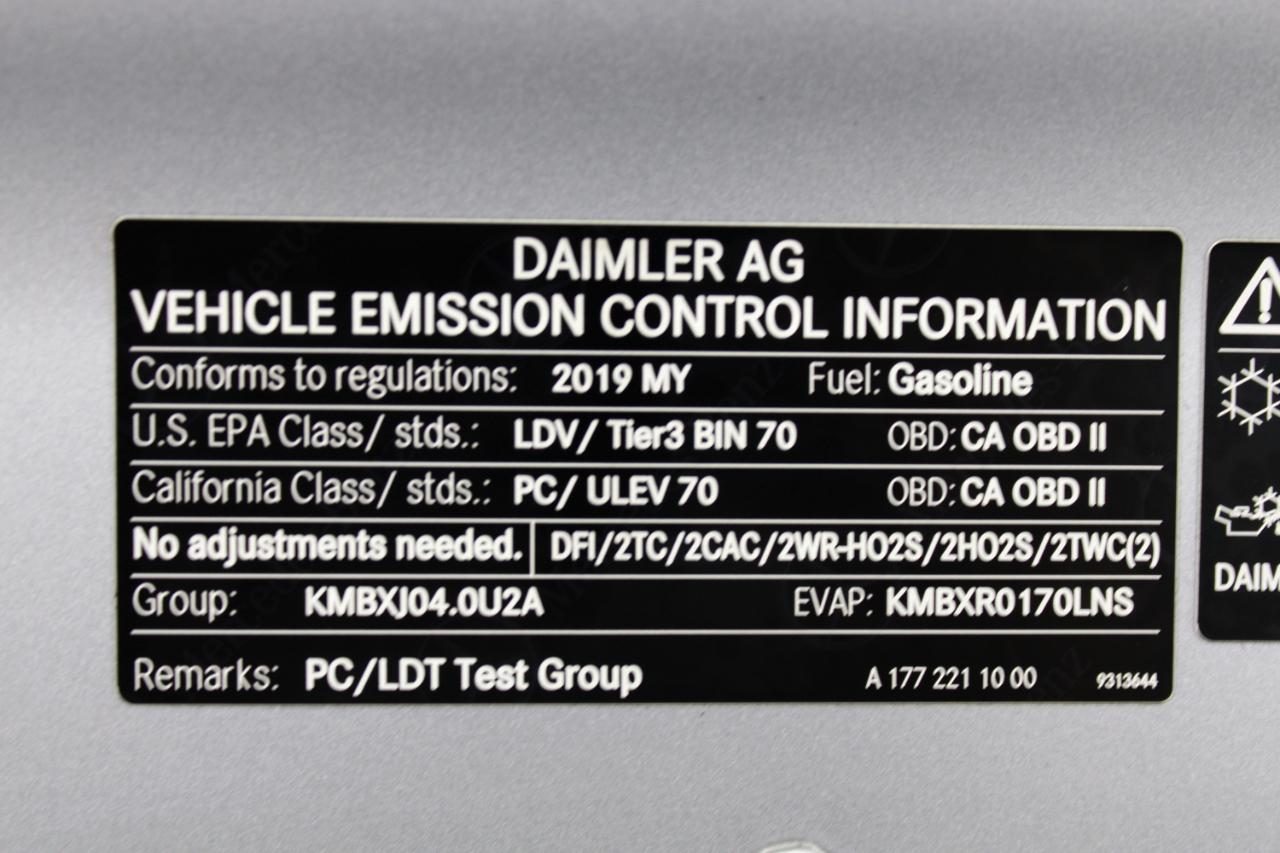 DAIMLER AG
VEHICLE EMISSION CONTROL INFORMATION
Conforms to regulations: 2019 MY Fuel: Gasoline
U.S. EPA Class/ stds.: LDV/ Tier3 BIN 70 OBD: CA OBD II
California Class/ stds.: PC/ ULEV 70 OBD: CA OBD II
No adjustments needed. DFI/2TC/2CAC/2WR-HO2S/2HO2S/2TWC(2)
Group: KMBXJ04.0U2A EVAP: KMBXR0170LNS
Remarks: PC/LDT Test Group A 177 221 10 00 9313644
DAIM